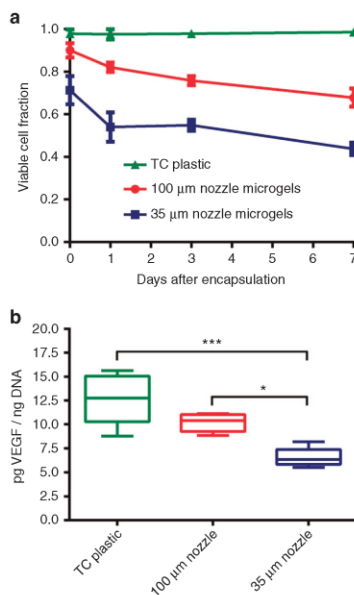 a
Viable cell fraction
1.0
0.8
0.6
0.4
0.2
0.0
TC plastic
100 μm nozzle microgels
35 μm nozzle microgels
0 1 2 3 4 5 6 7
Days after encapsulation
b
pg VEGF / ng DNA
20.0
17.5
15.0
12.5
10.0
7.5
5.0
2.5
0.0
***
*
TC plastic
100 μm nozzle
35 μm nozzle